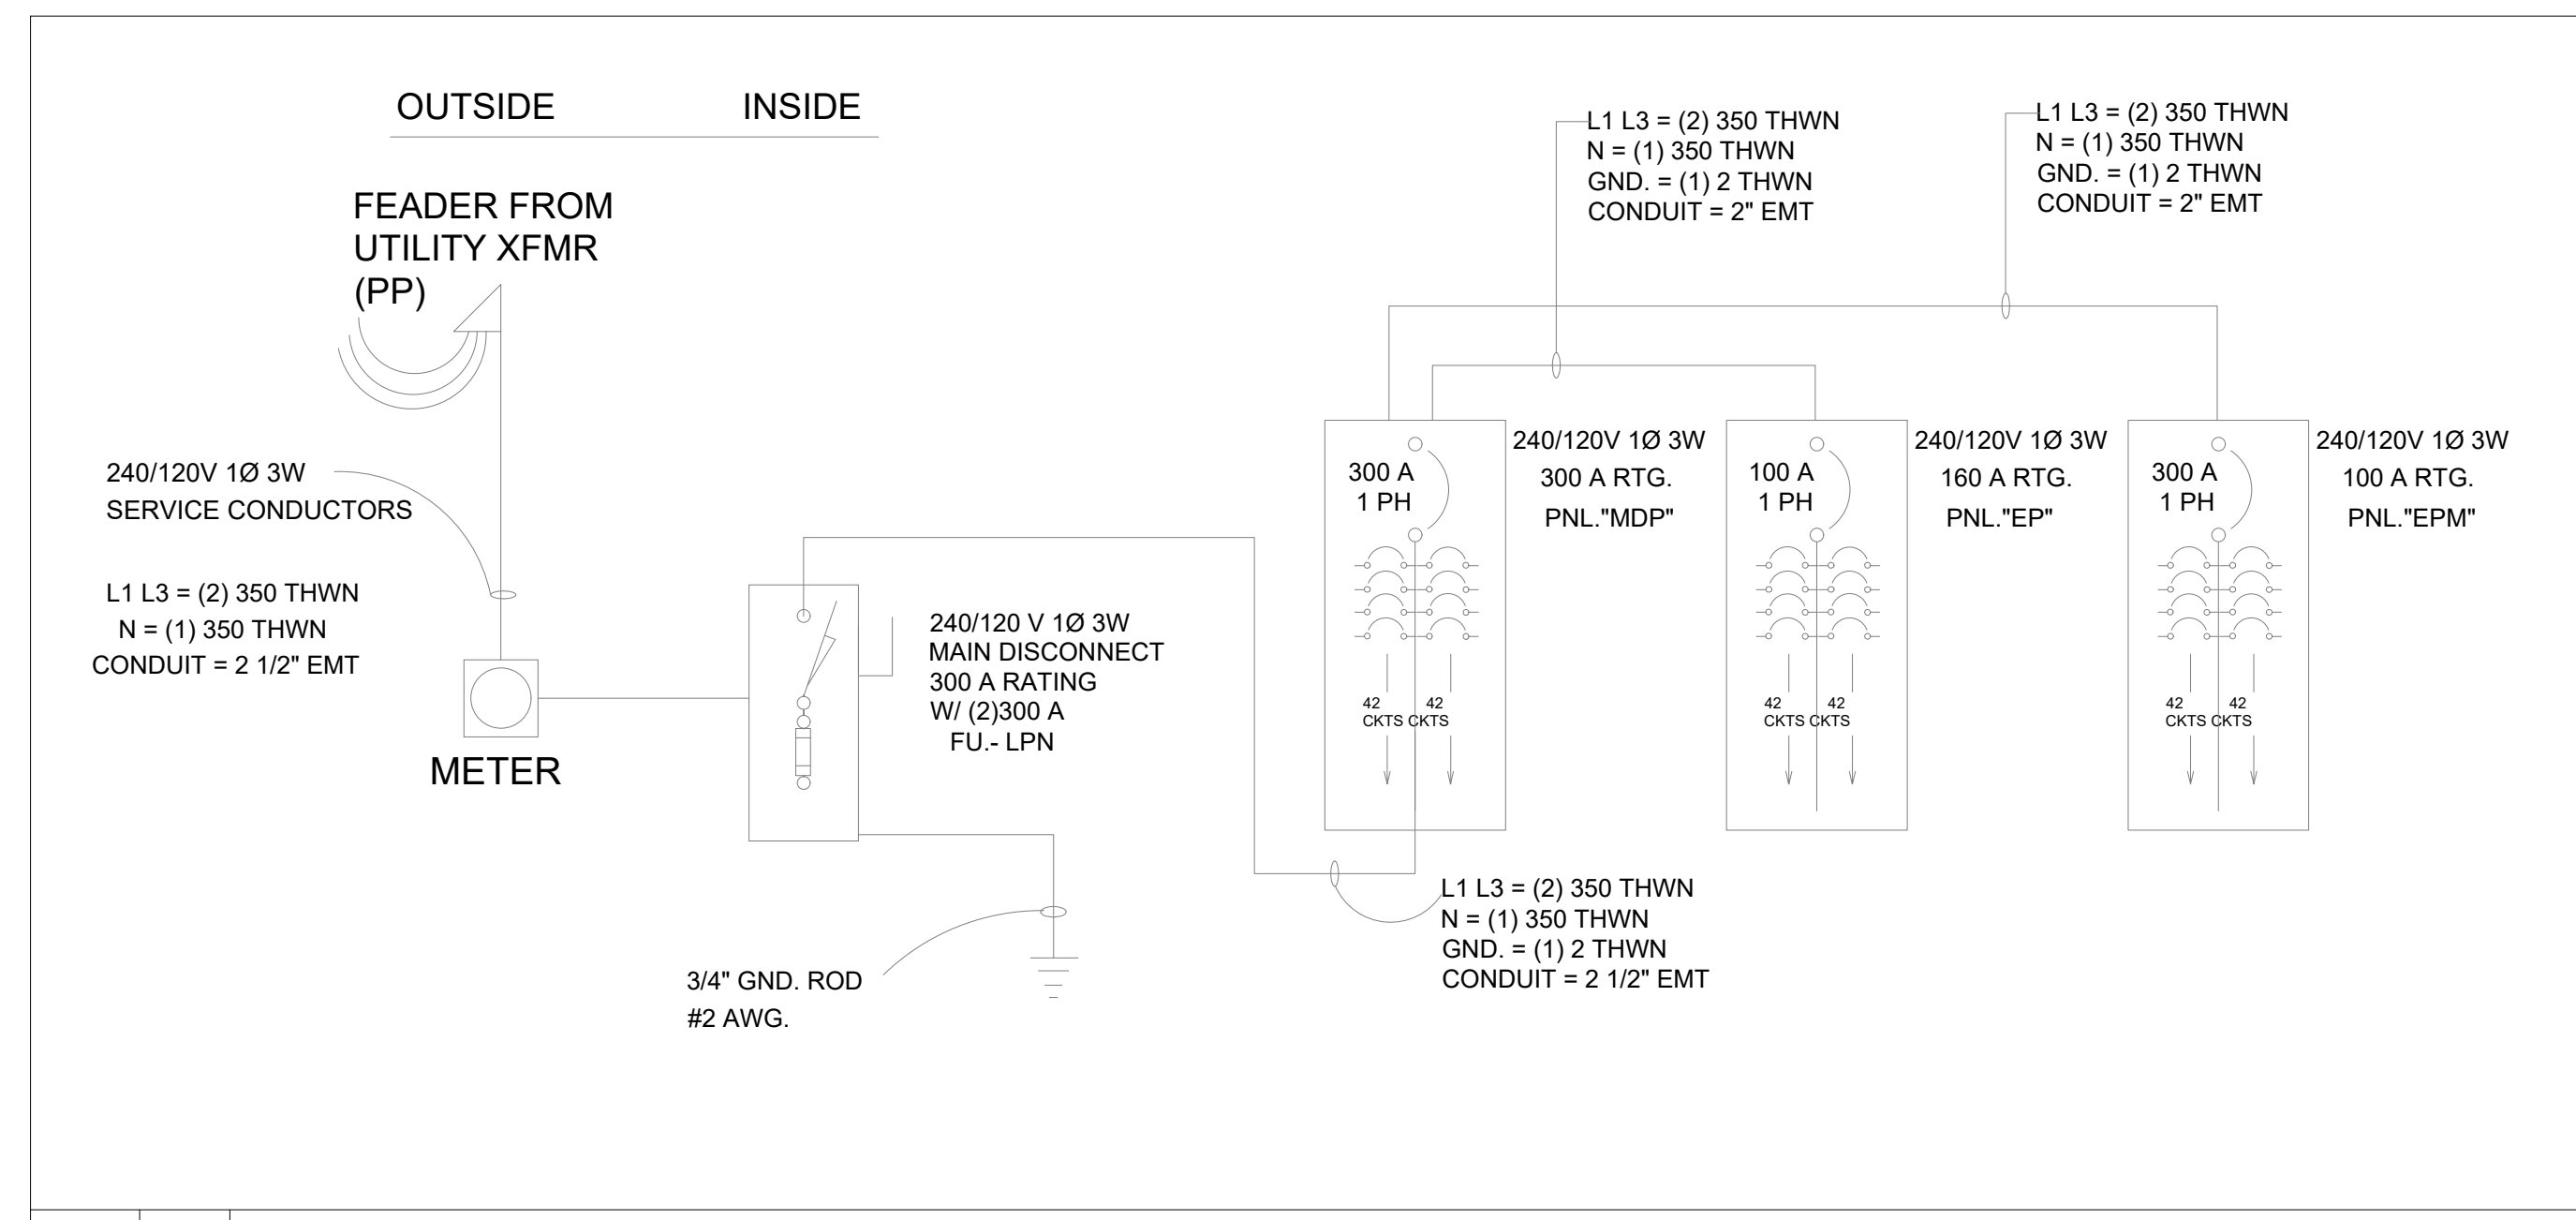 OUTSIDE INSIDE
FEADER FROM
UTILITY XFMR
(PP)
240/120V 1Ø 3W
SERVICE CONDUCTORS
L1 L3 = (2) 350 THWN
N = (1) 350 THWN
CONDUIT = 2 1/2" EMT
METER
240/120 V 1Ø 3W
MAIN DISCONNECT
300 A RATING
W/ (2)300 A
FU.- LPN
3/4" GND. ROD
#2 AWG.
L1 L3 = (2) 350 THWN
N = (1) 350 THWN
GND. = (1) 2 THWN
CONDUIT = 2" EMT
L1 L3 = (2) 350 THWN
N = (1) 350 THWN
GND. = (1) 2 THWN
CONDUIT = 2" EMT
300 A
1 PH
42 42
CKTS CKTS
240/120V 1Ø 3W
300 A RTG.
PNL."MDP"
100 A
1 PH
42 42
CKTS CKTS
240/120V 1Ø 3W
160 A RTG.
PNL."EP"
300 A
1 PH
42 42
CKTS CKTS
240/120V 1Ø 3W
100 A RTG.
PNL."EPM"
L1 L3 = (2) 350 THWN
N = (1) 350 THWN
GND. = (1) 2 THWN
CONDUIT = 2 1/2" EMT